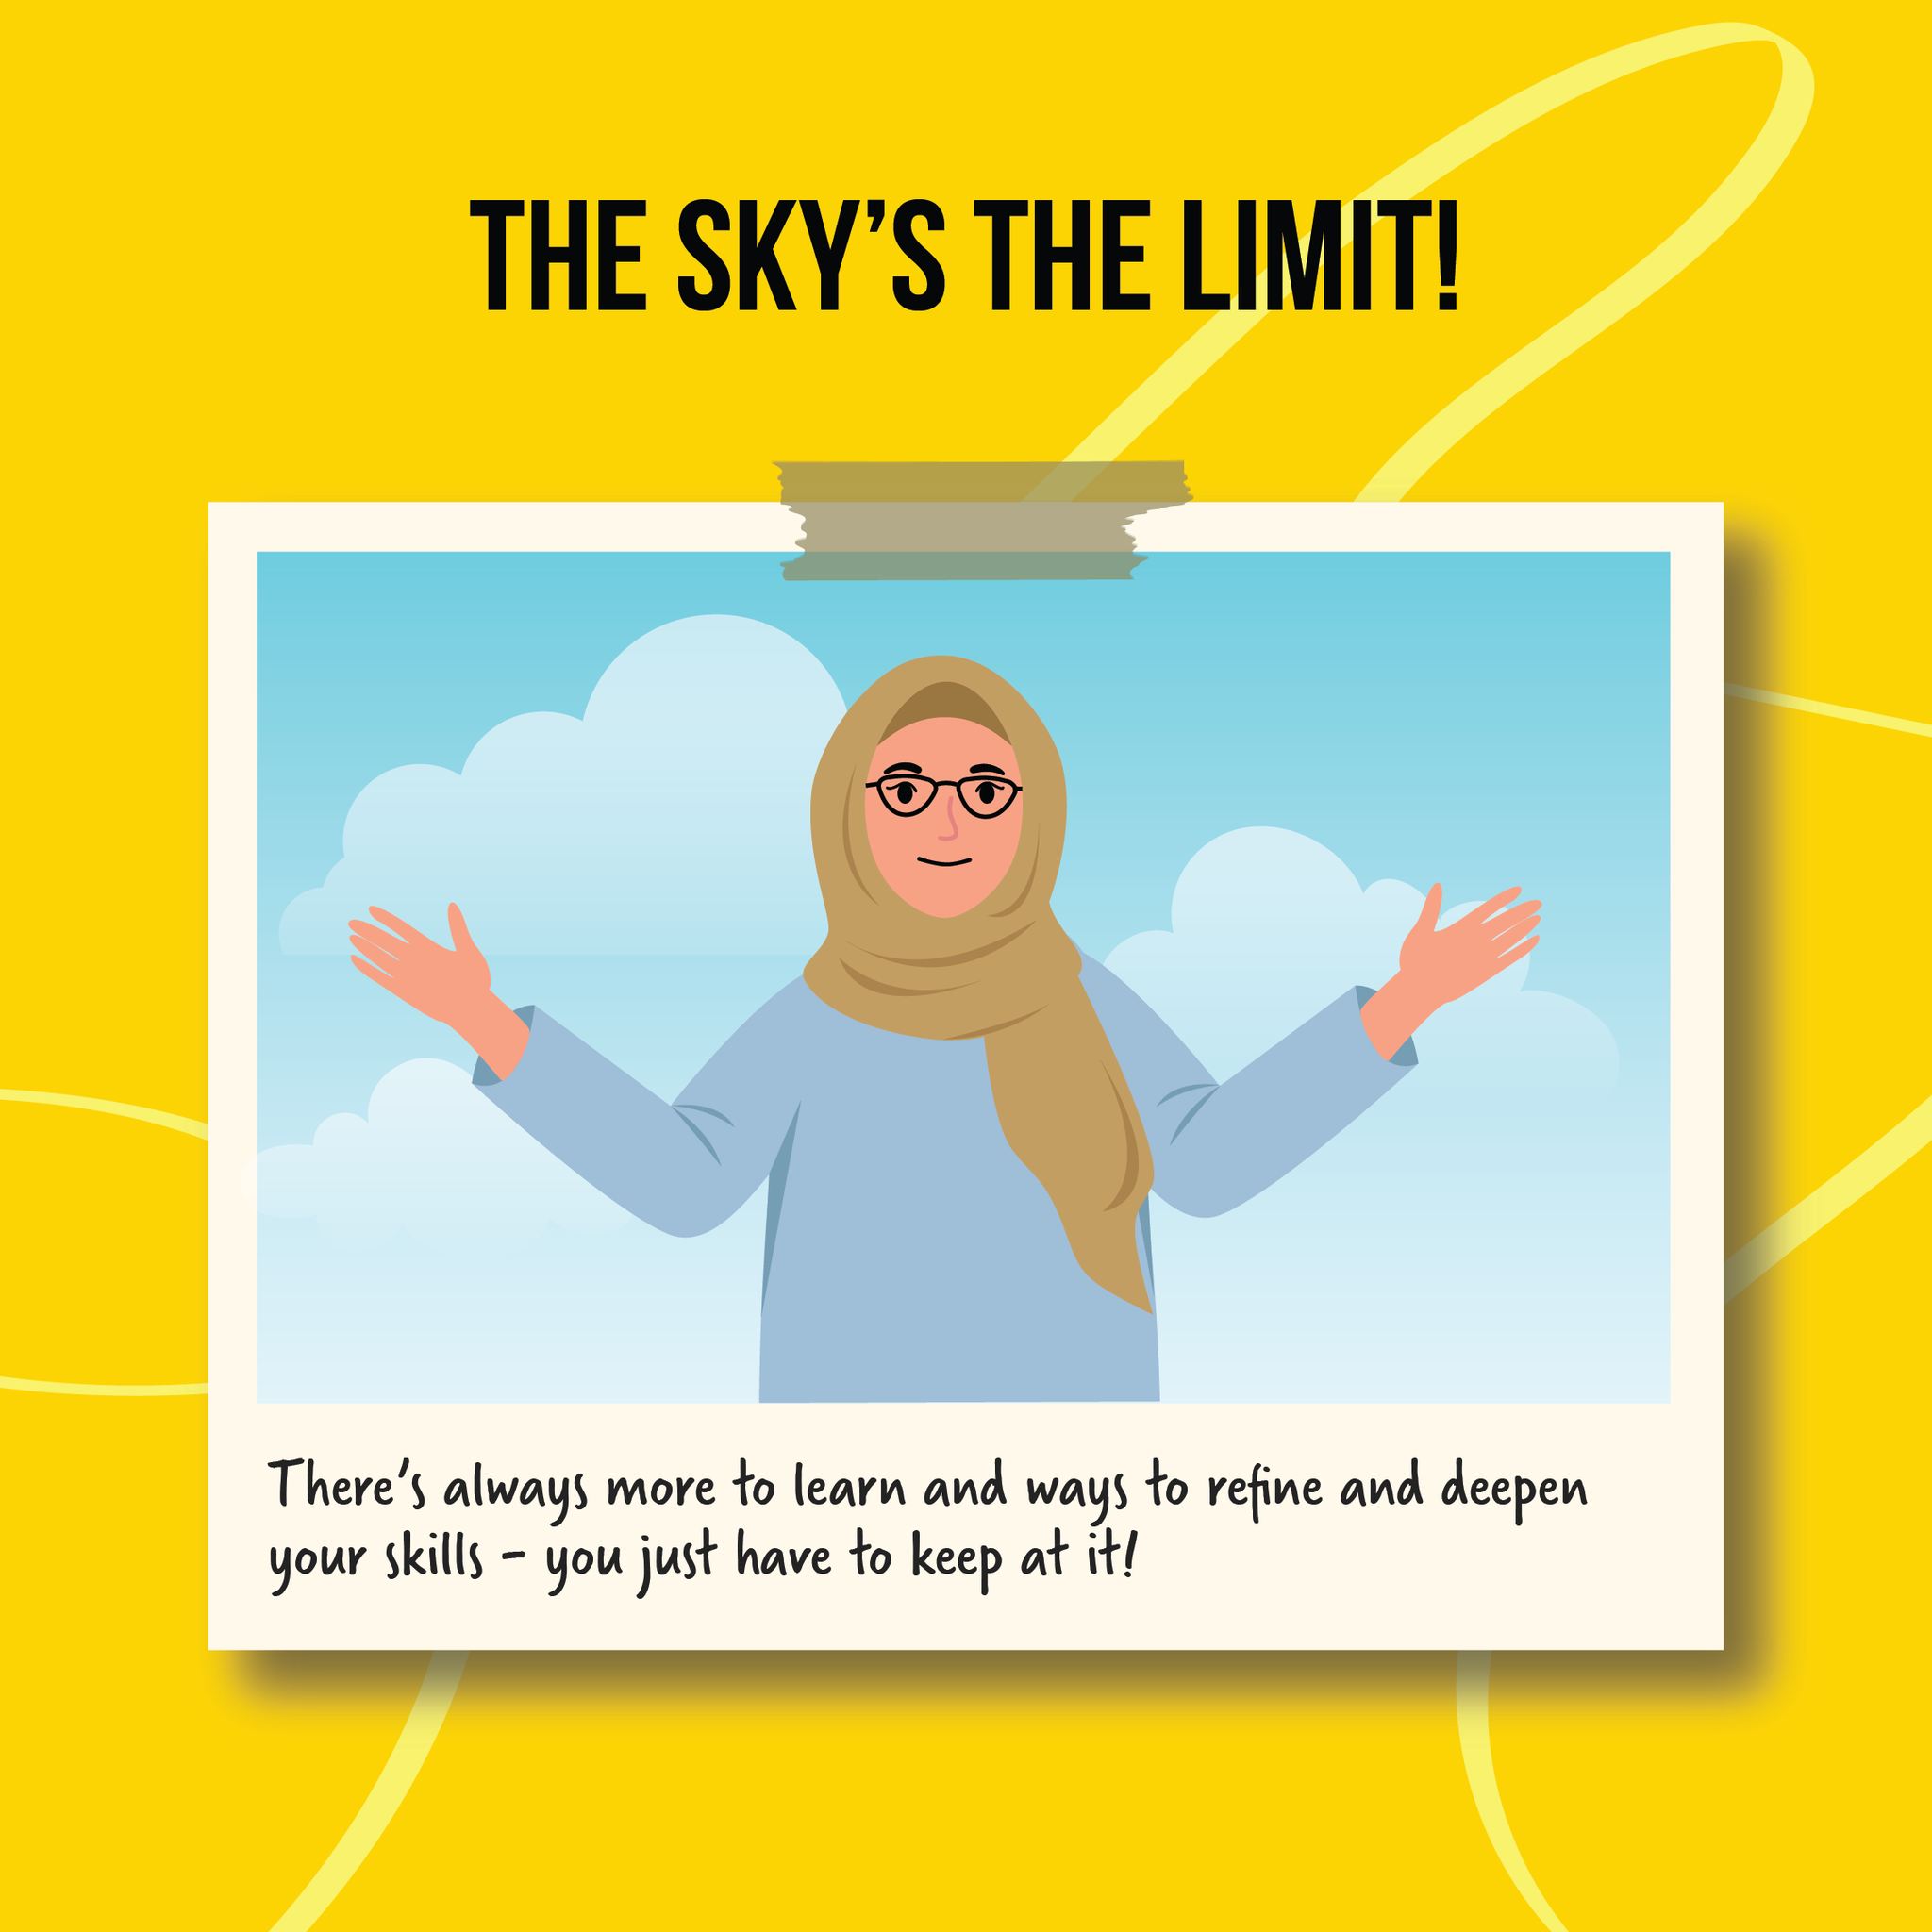 THE SKY’S THE LIMIT!
There’s always more to learn and ways to refine and deepen
your skills – you just have to keep at it!